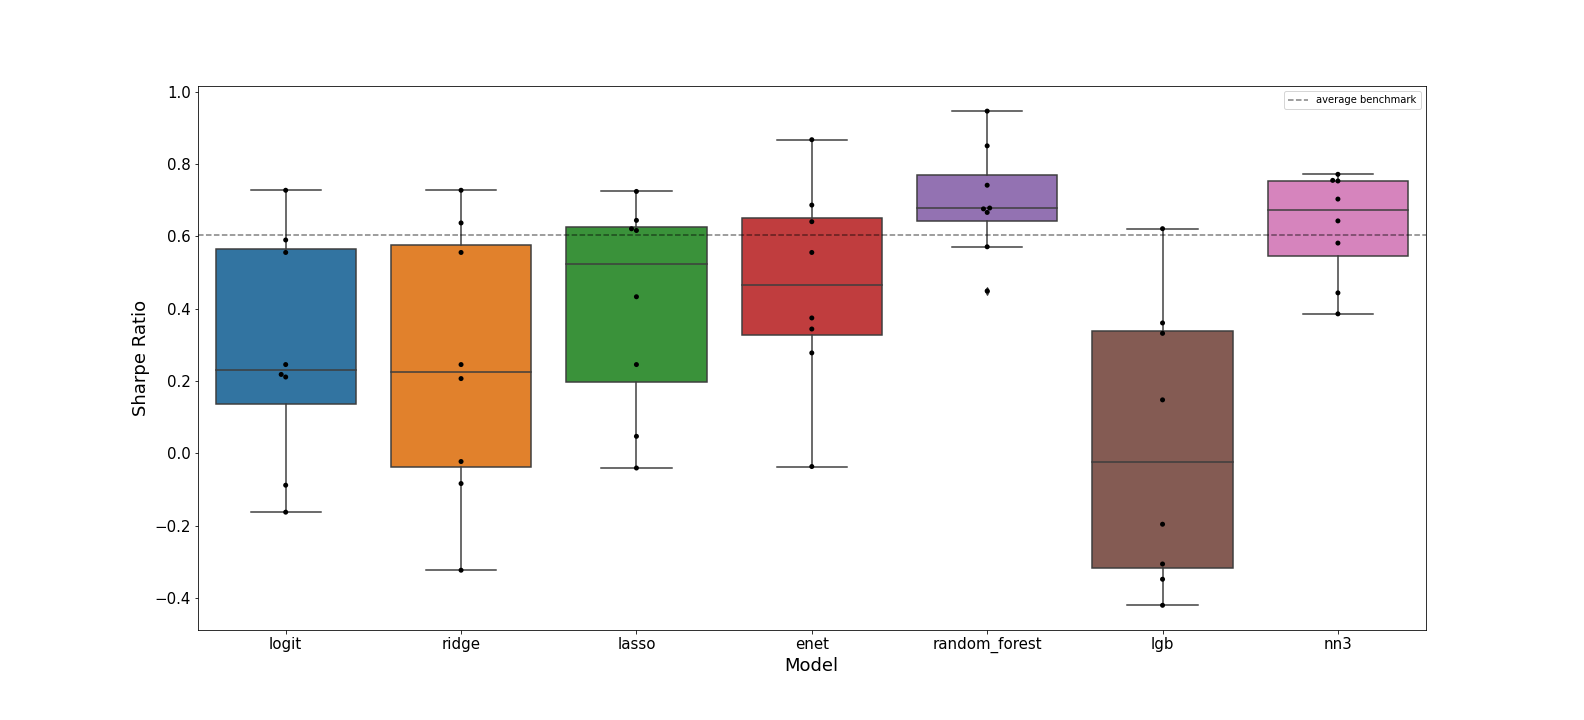 average benchmark
1.0
0.8
0.6
0.4
0.2
0.0
−0.2
−0.4
Sharpe Ratio
logit ridge lasso enet random_forest lgb nn3
Model